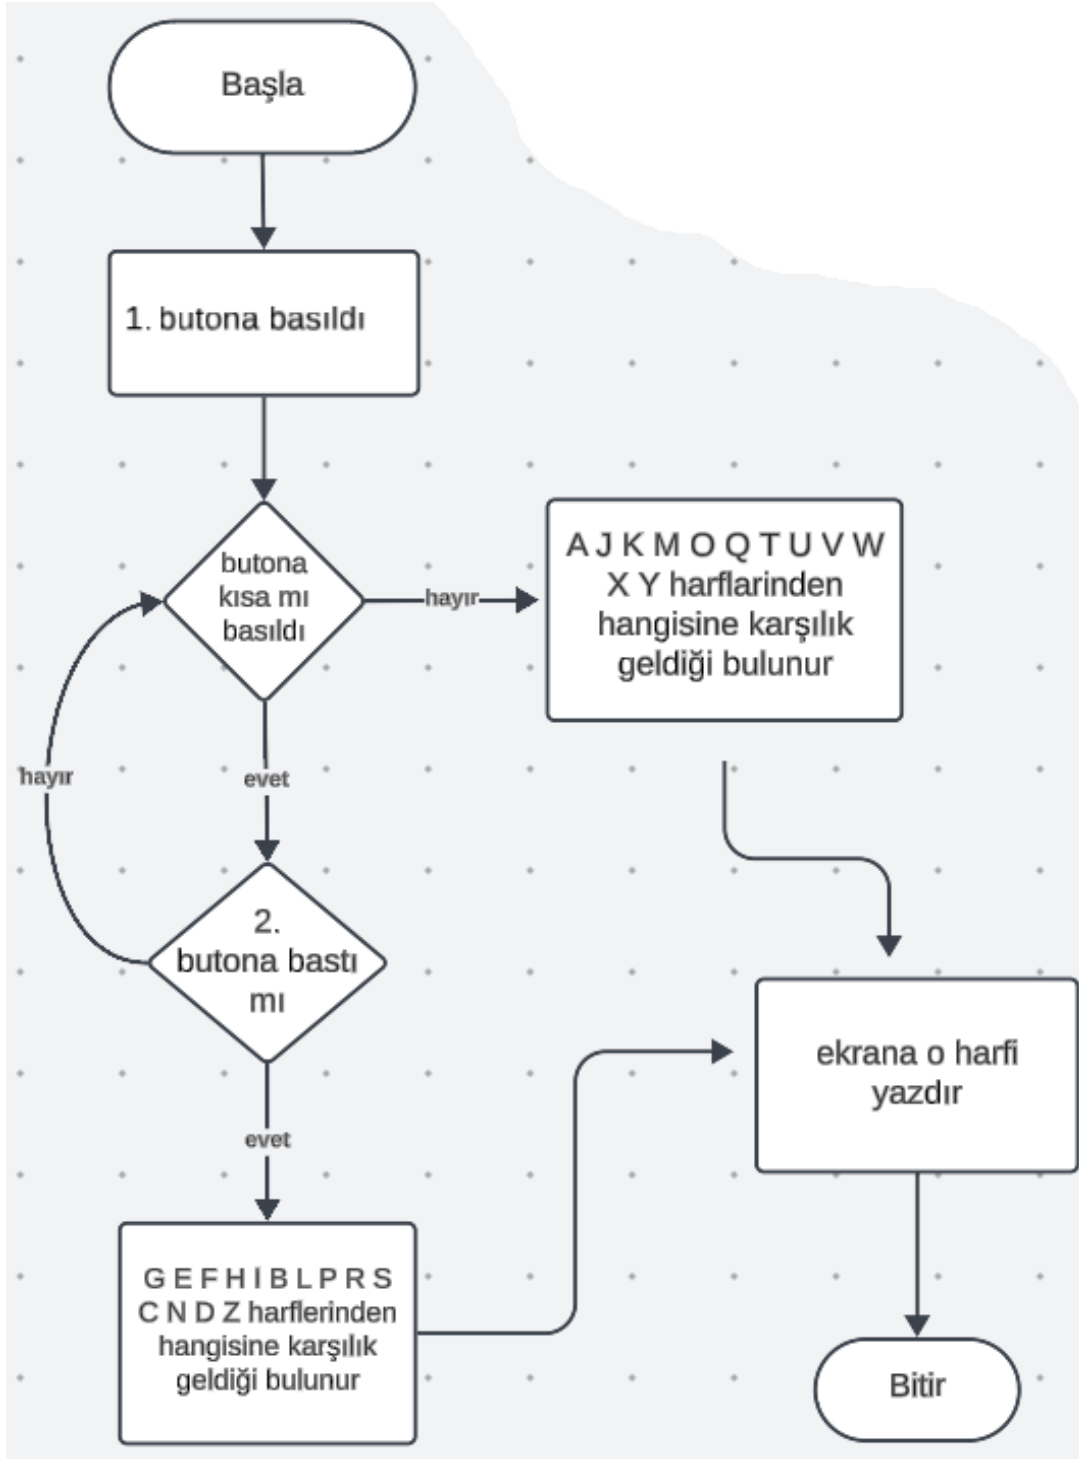 Başla
1. butona basıldı
butona
kısa mı
basıldı
hayır
A J K M O Q T U V W
X Y harflarinden
hangisine karşılık
geldiği bulunur
hayır
evet
2.
butona bastı
mı
ekrana o harfi
yazdır
evet
G E F H İ B L P R S
C N D Z harflerinden
hangisine karşılık
geldiği bulunur
Bitir